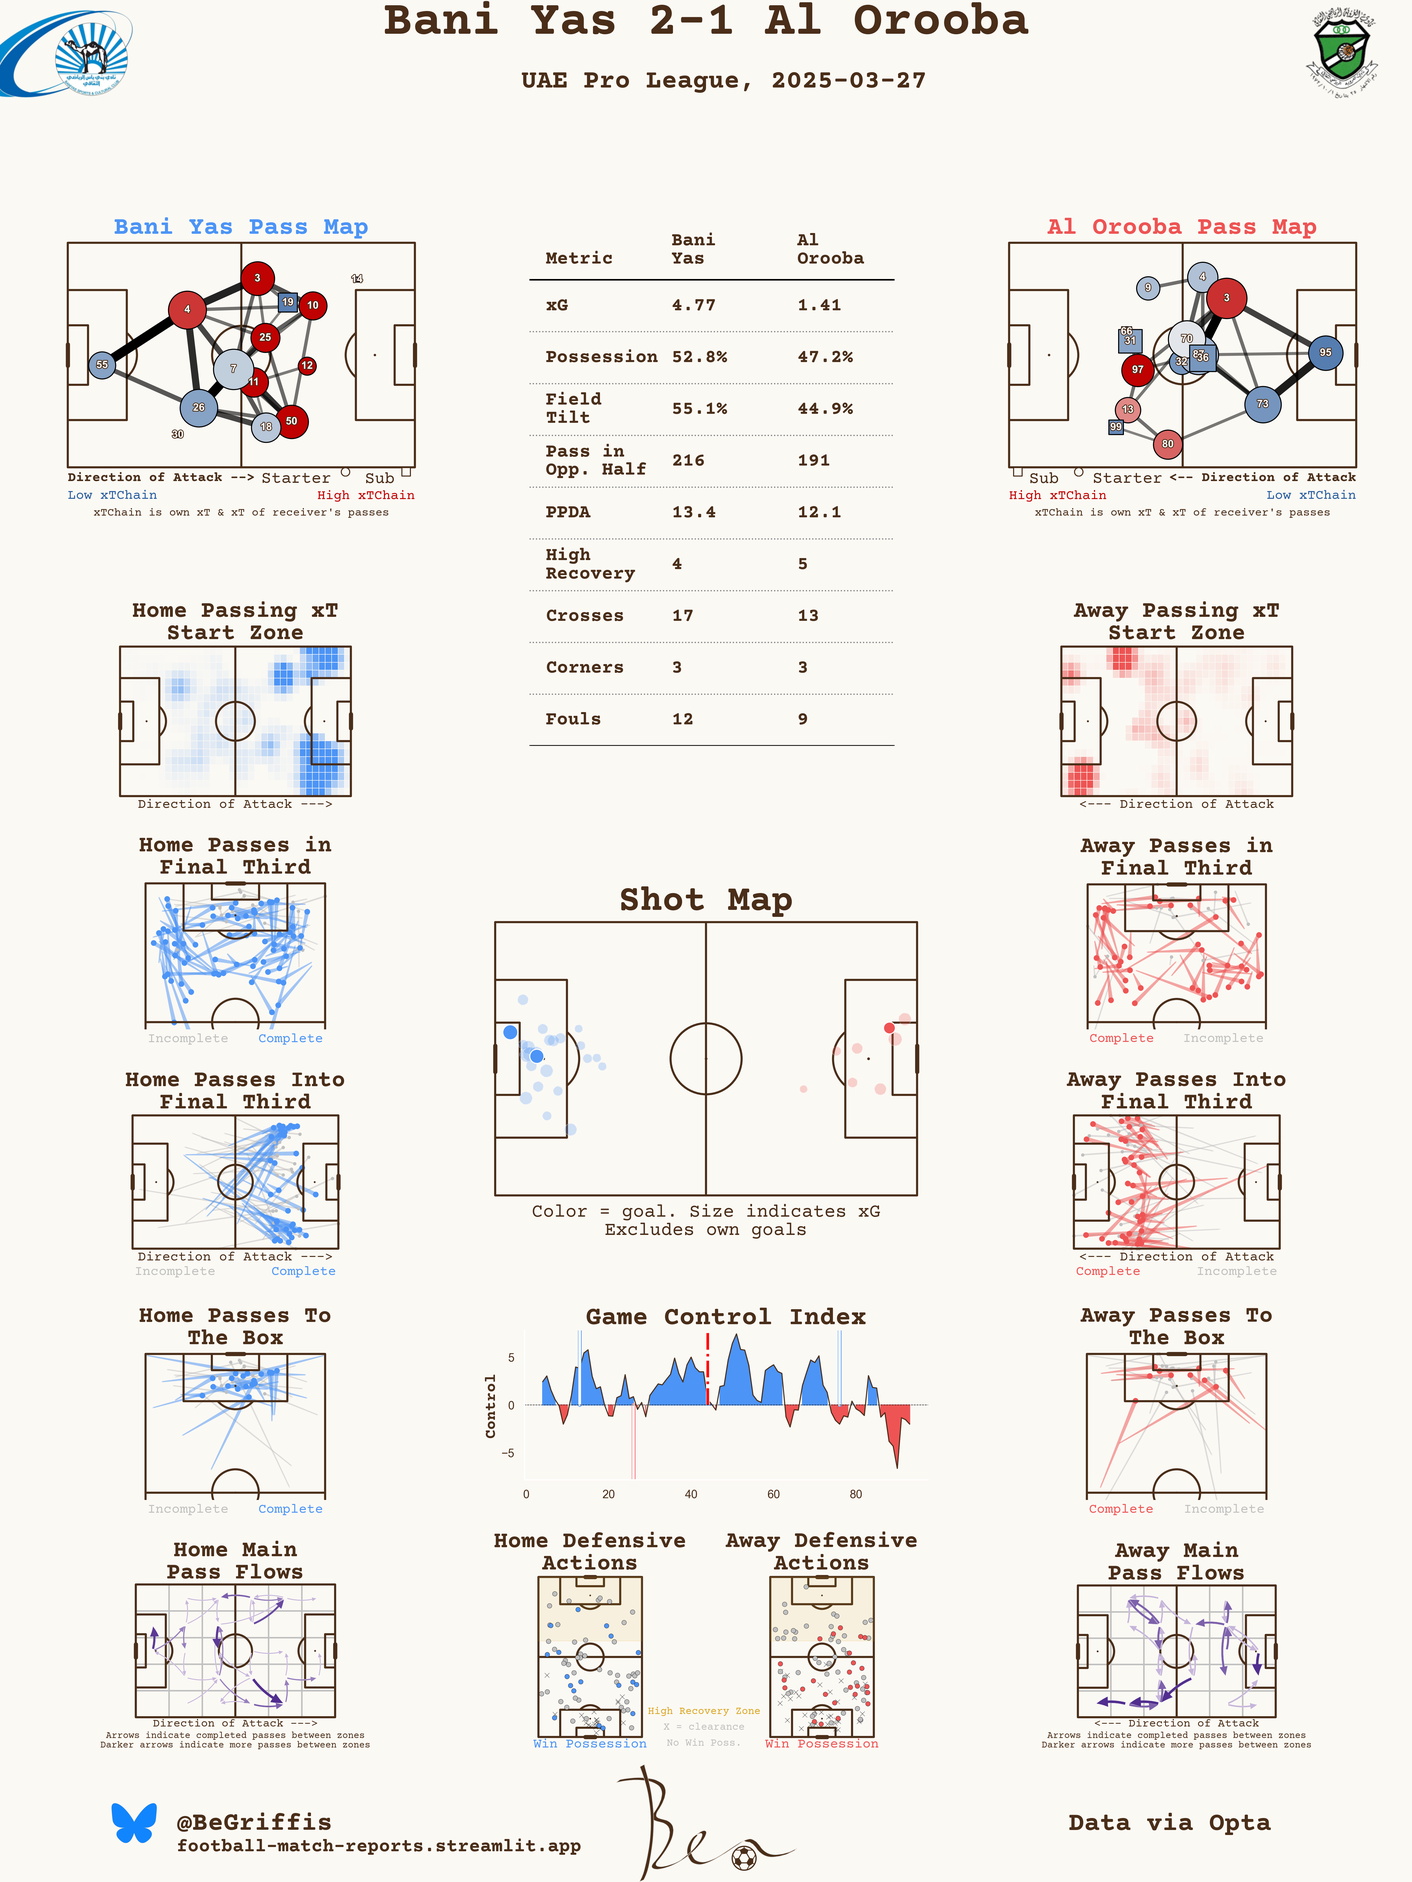 Bani Yas 2-1 Al Orooba
UAE Pro League, 2025-03-27
Bani Yas Pass Map
3
14
19
10
4
25
55
7
12
11
26
50
18
30
Direction of Attack --> Starter Sub
Low xTChain High xTChain
xTChain is own xT & xT of receiver's passes
Metric Bani Yas Al Orooba
xG 4.77 1.41
Possession 52.8% 47.2%
Field Tilt 55.1% 44.9%
Pass in Opp. Half 216 191
PPDA 13.4 12.1
High Recovery 4 5
Crosses 17 13
Corners 3 3
Fouls 12 9
Al Orooba Pass Map
4
9
3
66
31
70
95
36
32
97
73
13
99
80
Sub Starter <-- Direction of Attack
High xTChain Low xTChain
xTChain is own xT & xT of receiver's passes
Home Passing xT
Start Zone
Direction of Attack --->
Away Passing xT
Start Zone
<--- Direction of Attack
Home Passes in
Final Third
Incomplete Complete
Shot Map
Color = goal. Size indicates xG
Excludes own goals
Away Passes in
Final Third
Complete Incomplete
Home Passes Into
Final Third
Direction of Attack --->
Incomplete Complete
Away Passes Into
Final Third
<--- Direction of Attack
Complete Incomplete
Home Passes To
The Box
Incomplete Complete
Game Control Index
Control
5
0
−5
0 20 40 60 80
Away Passes To
The Box
Complete Incomplete
Home Main
Pass Flows
Direction of Attack --->
Arrows indicate completed passes between zones
Darker arrows indicate more passes between zones
Home Defensive
Actions
Win Possession
High Recovery Zone
X = clearance
No Win Poss.
Away Defensive
Actions
Win Possession
Away Main
Pass Flows
<--- Direction of Attack
Arrows indicate completed passes between zones
Darker arrows indicate more passes between zones
@BeGriffis
football-match-reports.streamlit.app
Ben
Data via Opta